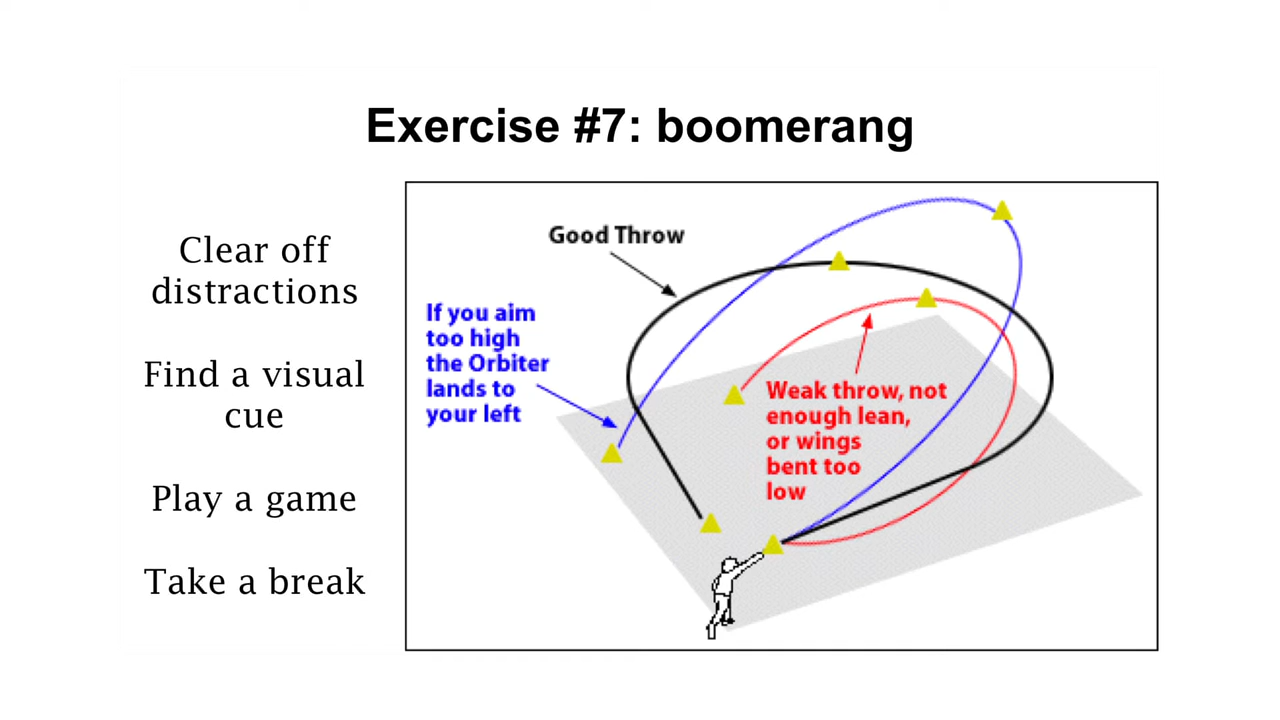 Exercise #7: boomerang
Clear off
distractions
Find a visual
cue
Play a game
Take a break
Good Throw
If you aim
too high
the Orbiter
lands to
your left
Weak throw, not
enough lean,
or wings
bent too
low